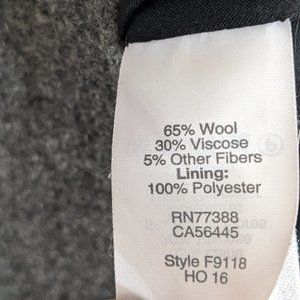 65% Wool
30% Viscose
5% Other Fibers
Lining:
100% Polyester
RN77388
CA56445
Style F9118
HO 16